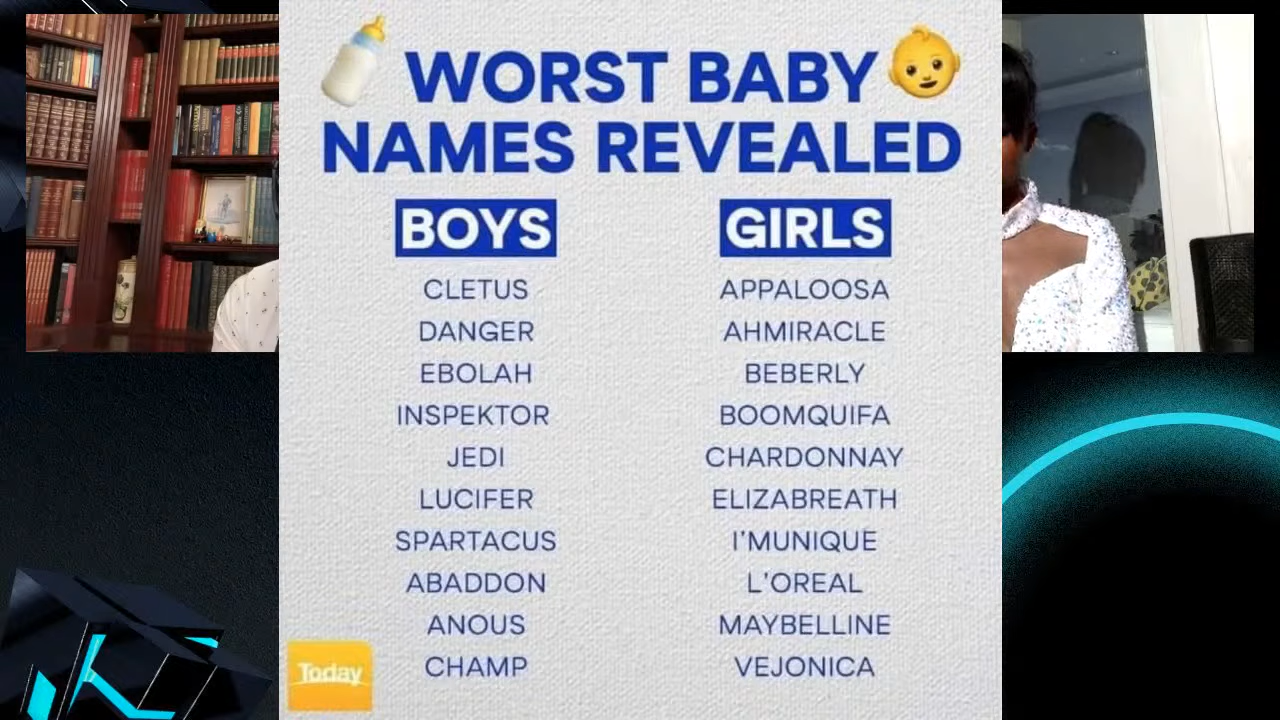 WORST BABY
NAMES REVEALED
BOYS
CLETUS
DANGER
EBOLAH
INSPEKTOR
JEDI
LUCIFER
SPARTACUS
ABADDON
ANOUS
CHAMP
GIRLS
APPALOOSA
AHMIRACLE
BEBERLY
BOOMQUIFA
CHARDONNAY
ELIZABREATH
I'MUNIQUE
L'OREAL
MAYBELLINE
VEJONICA
Today